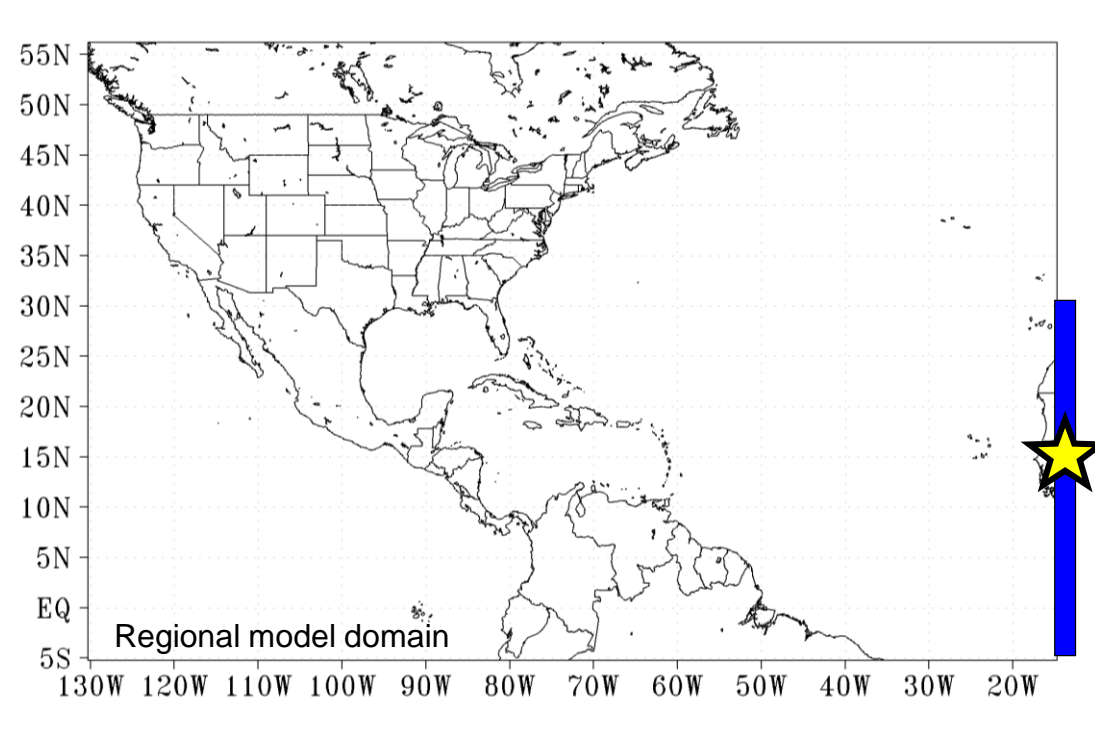 55N
50N
45N
40N
35N
30N
25N
20N
15N
10N
5N
EQ
Regional model domain
5S
130W 120W 110W 100W 90W 80W 70W 60W 50W 40W 30W 20W